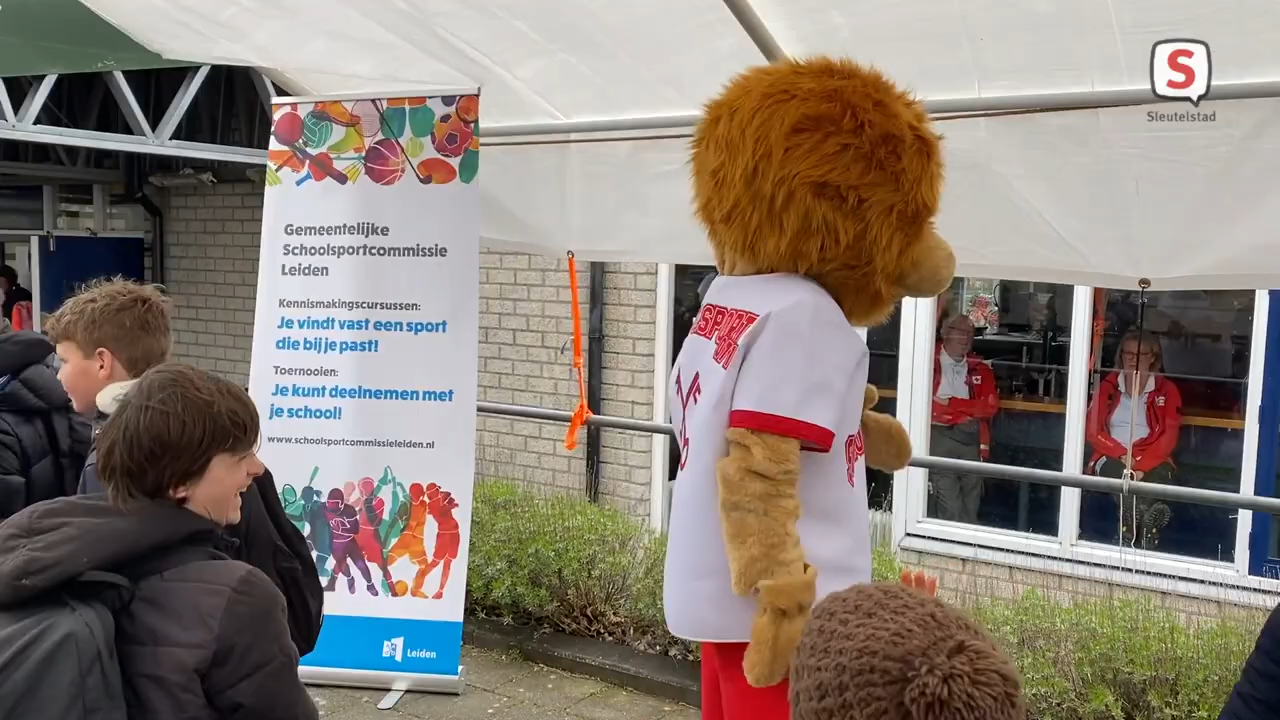 S
Sleutelstad
Gemeentelijke
Schoolsportcommissie
Leiden
Kennismakingscursussen:
Je vindt vast een sport
die bij je past!
Toernooien:
Je kunt deelnemen met
je school!
www.schoolsportcommissieleiden.nl
Leiden